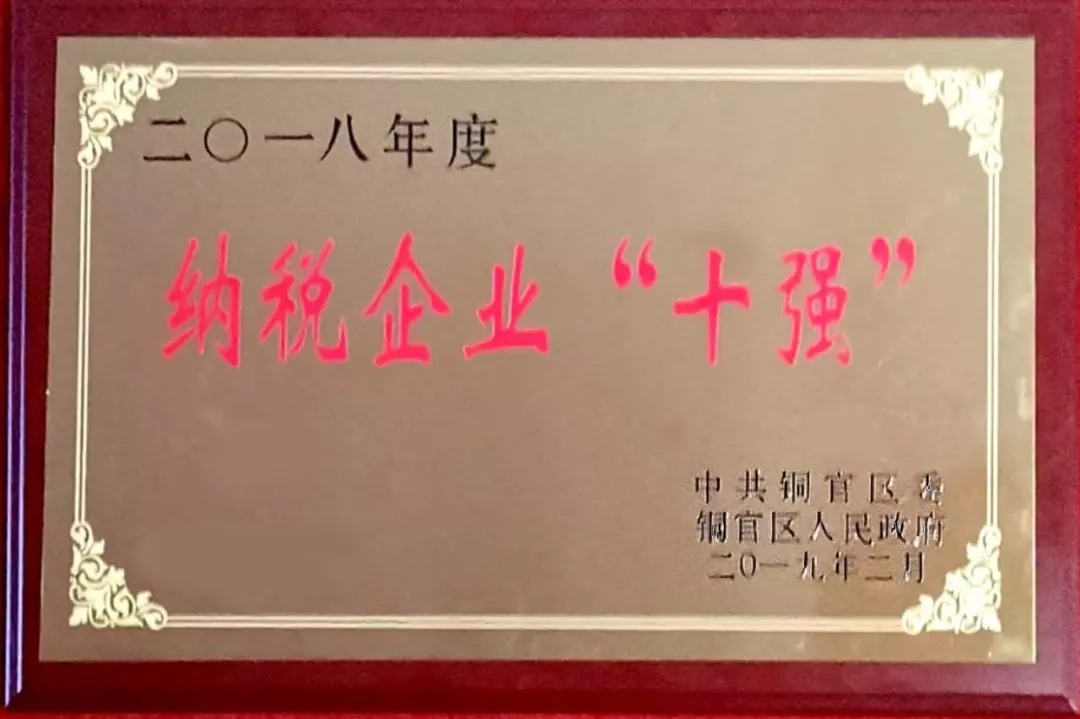 二〇一八年度
纳税企业“十强”
中共铜官区委
铜官区人民政府
二〇一九年二月